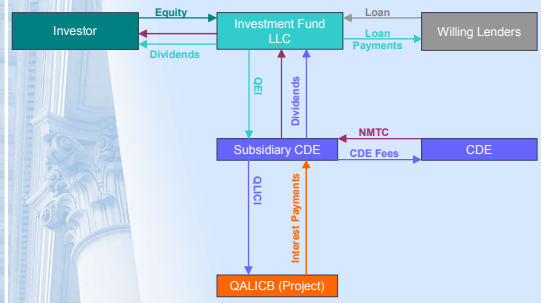 Equity
Loan
Investor
Investment Fund
LLC
Willing Lenders
Dividends
Loan
Payments
QEI
Dividends
NMTC
Subsidiary CDE
CDE
CDE Fees
QLICI
Interest Payments
QALICB (Project)